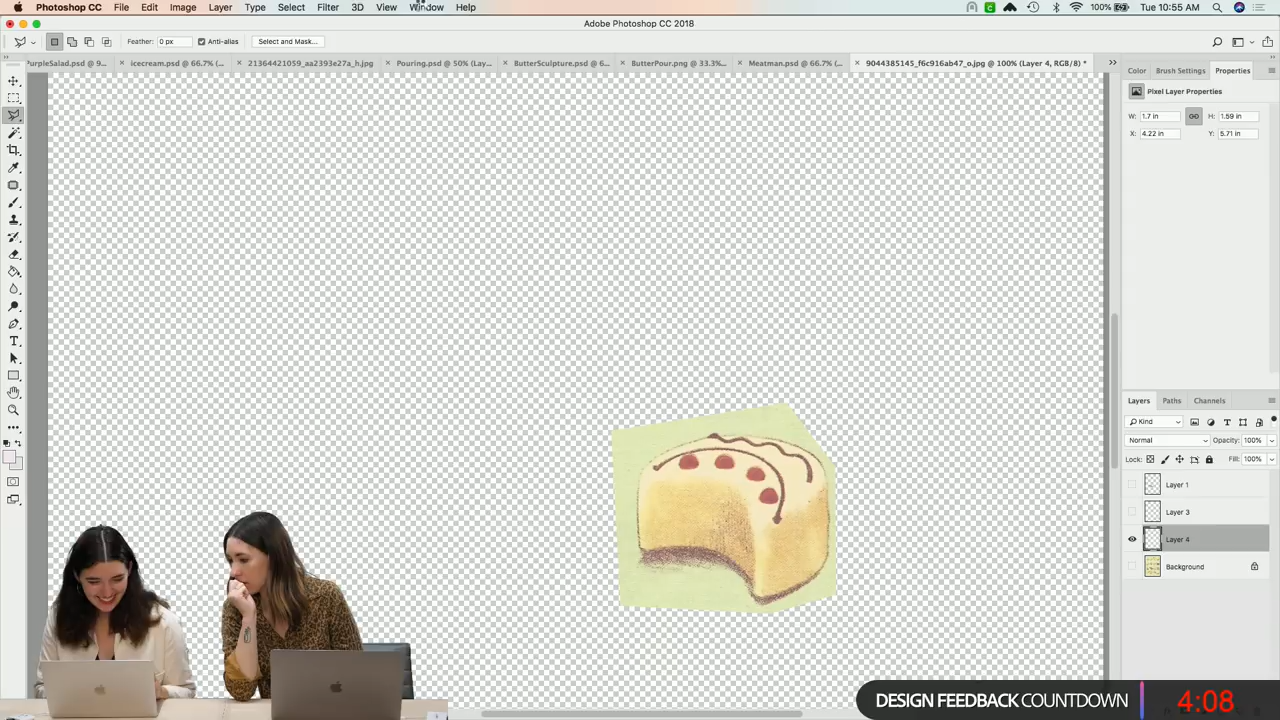 Photoshop CC File Edit Image Layer Type Select Filter 3D View Window Help 100% Tue 10:55 AM
Adobe Photoshop CC 2018
Feather: 0 px Anti-alias Select and Mask...
PurpleSalad.psd @ 9... icecream.psd @ 66.7% (... 21364421059_aa2393e27a_h.jpg Pouring.psd @ 50% (Lay... ButterSculpture.psd @ 6... ButterPour.png @ 33.3%... Meatman.psd @ 66.7% (... 9044385145_f6c916ab47_o.jpg @ 100% (Layer 4, RGB/8) *
Color Brush Settings Properties
Pixel Layer Properties
W: 1.7 in H: 1.59 in
X: 4.22 in Y: 5.71 in
Layers Paths Channels
Kind
Normal Opacity: 100%
Lock: Fill: 100%
Layer 1
Layer 3
Layer 4
Background
DESIGN FEEDBACK COUNTDOWN 4:08